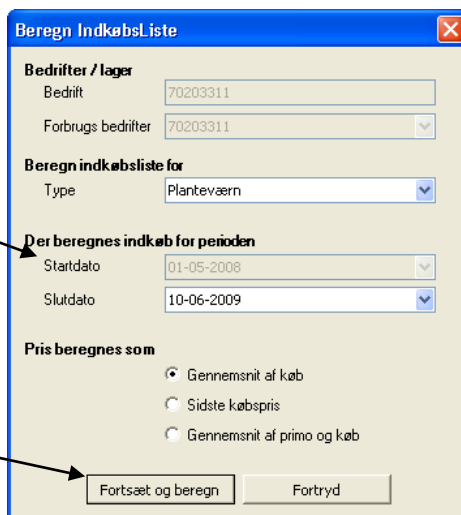 Beregn IndkøbsListe
Bedrifter / lager
Bedrift 70203311
Forbrugs bedrifter 70203311
Beregn indkøbsliste for
Type Planteværn
Der beregnes indkøb for perioden
Startdato 01-05-2008
Slutdato 10-06-2009
Pris beregnes som
Gennemsnit af køb
Sidste købspris
Gennemsnit af primo og køb
Fortsæt og beregn Fortryd